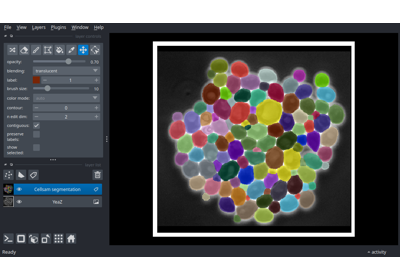 File View Layers Plugins Window Help
opacity: 0.70
blending: translucent
label: 1
brush size: 10
color mode: auto
contour: 0
n edit dim: 2
contiguous:
preserve
labels:
show
selected:
Cellsam segmentation
YeaZ
Ready
activity